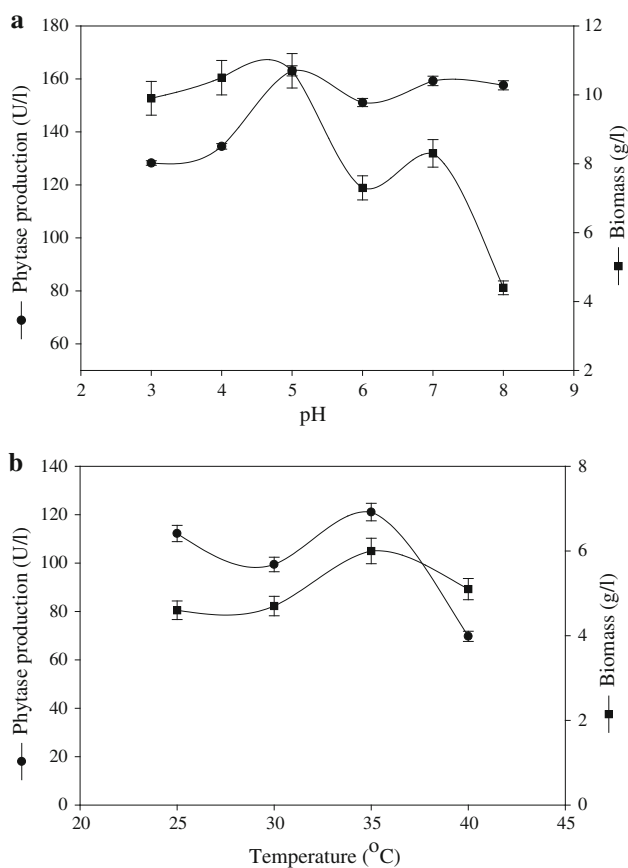 a
180
160
140
120
100
80
60
Phytase production (U/l)
12
10
8
6
4
2
Biomass (g/l)
2 3 4 5 6 7 8 9
pH
b
140
120
100
80
60
40
20
0
Phytase production (U/l)
8
6
4
2
0
Biomass (g/l)
20 25 30 35 40 45
Temperature (°C)